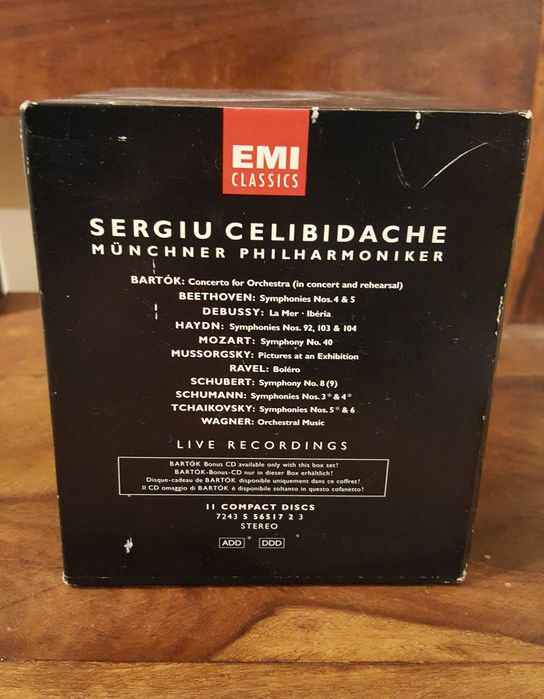 EMI
CLASSICS
SERGIU CELIBIDACHE
MÜNCHNER PHILHARMONIKER
BARTÓK: Concerto for Orchestra (in concert and rehearsal)
BEETHOVEN: Symphonies Nos. 4 & 5
DEBUSSY: La Mer · Ibéria
HAYDN: Symphonies Nos. 92, 103 & 104
MOZART: Symphony No. 40
MUSSORGSKY: Pictures at an Exhibition
RAVEL: Boléro
SCHUBERT: Symphony No. 8 (9)
SCHUMANN: Symphonies Nos. 3* & 4*
TCHAIKOVSKY: Symphonies Nos. 5* & 6
WAGNER: Orchestral Music
LIVE RECORDINGS
BARTÓK Bonus CD available only with this box set!
BARTÓK-Bonus-CD nur in dieser Box erhältlich!
Disque-cadeau de BARTÓK disponible uniquement dans ce coffret!
Il CD omaggio di BARTÓK è disponibile soltanto in questo cofanetto!
11 COMPACT DISCS
7243 5 56517 2 3
STEREO
ADD* DDD